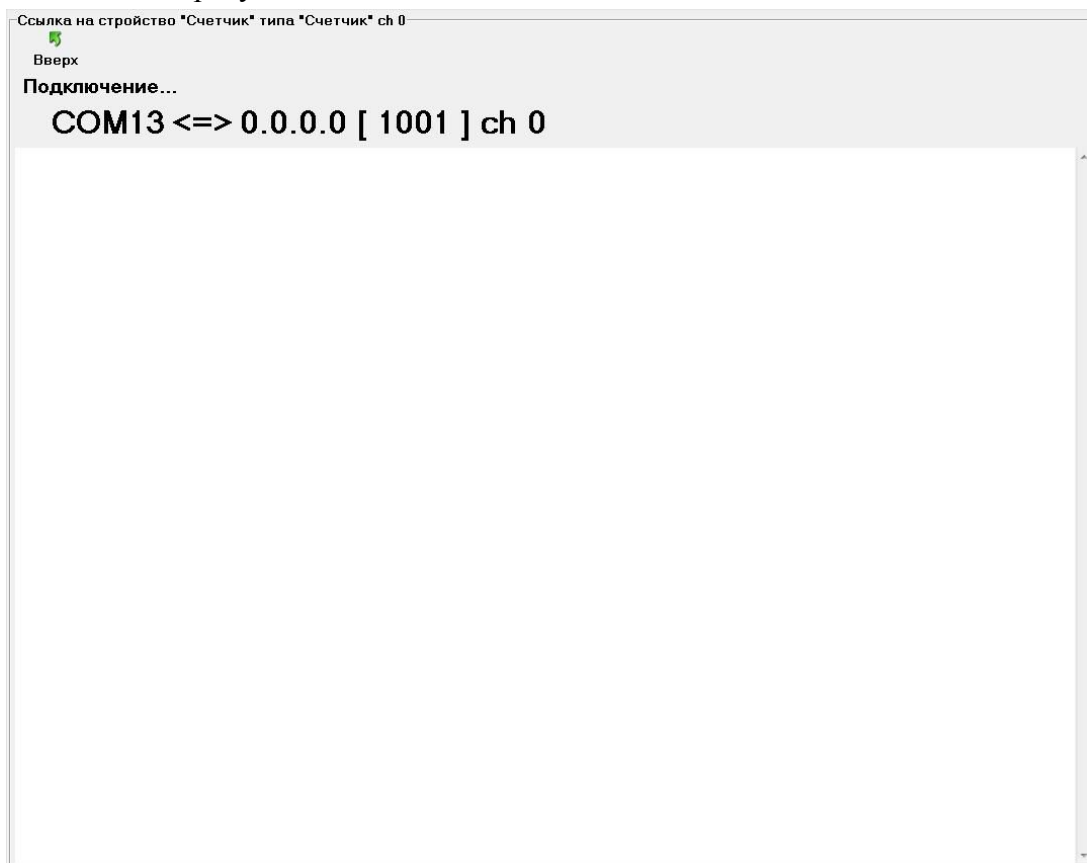 Ссылка на стройство "Счетчик" типа "Счетчик" ch 0
Вверх
Подключение...
COM13 <=> 0.0.0.0 [ 1001 ] ch 0